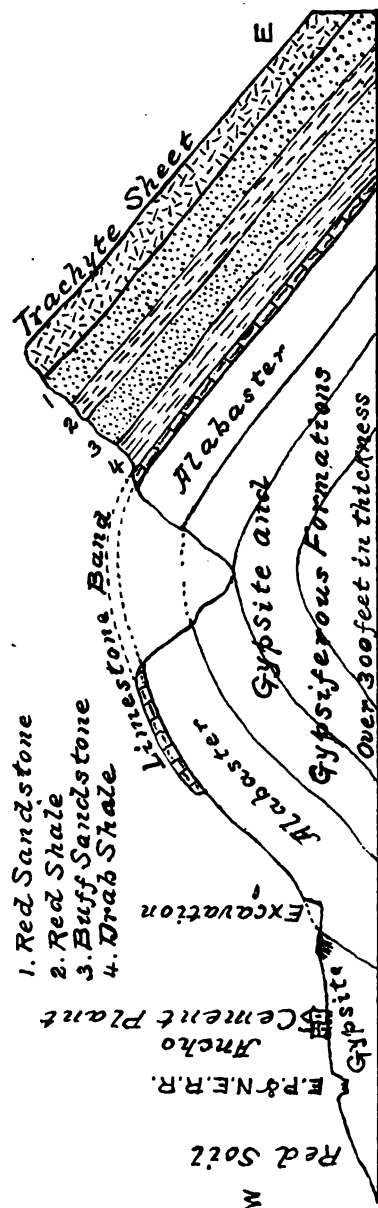 1. Red Sandstone
2. Red Shale
3. Buff Sandstone
4. Drab Shale
W
Red Soil
E.P. & N.E.R.R.
Ancho
Cement Plant
Gypsite
Excavation
Limestone Band
Alabaster
Alabaster
Gypsite and
Gypsiferous Formations
Over 300 feet in thickness
1
2
3
4
Trachyte Sheet
E